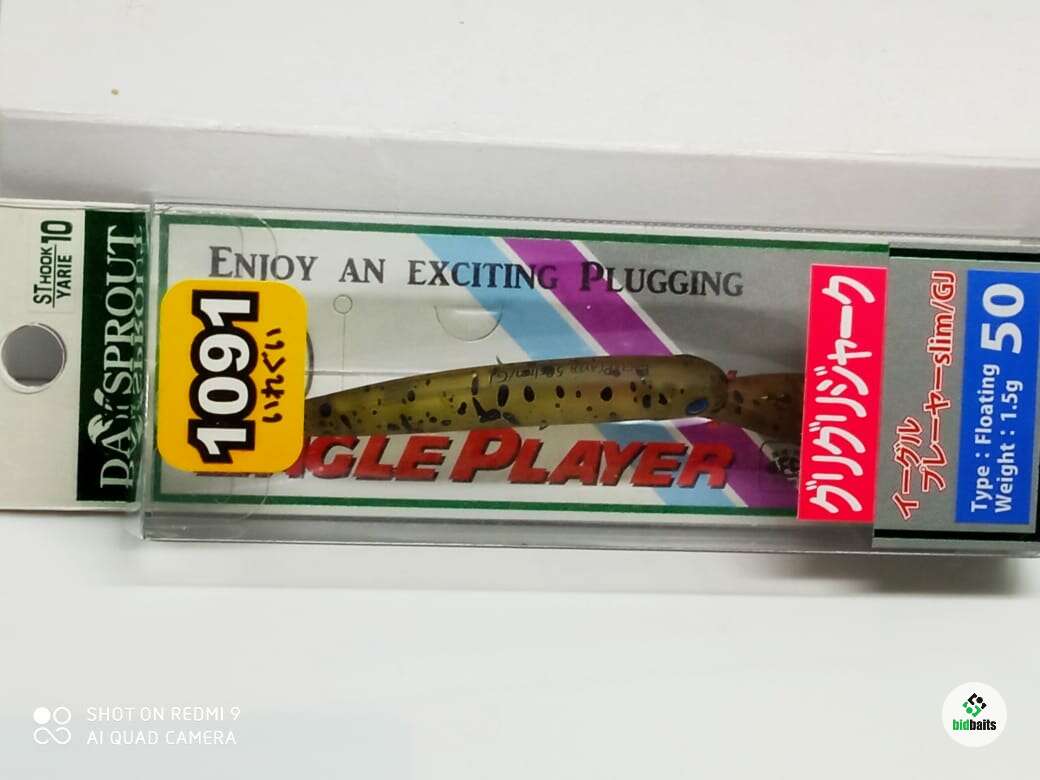 ST HOOK
YARIE 10
DAYSPROUT
ENJOY AN EXCITING PLUGGING
1091
いれぐい
EAGLE PLAYER
グリグリジャーク
イーグル
プレーヤーslim/GJ
Type : Floating
Weight : 1.5g
50
SHOT ON REDMI 9
AI QUAD CAMERA
bidbaits